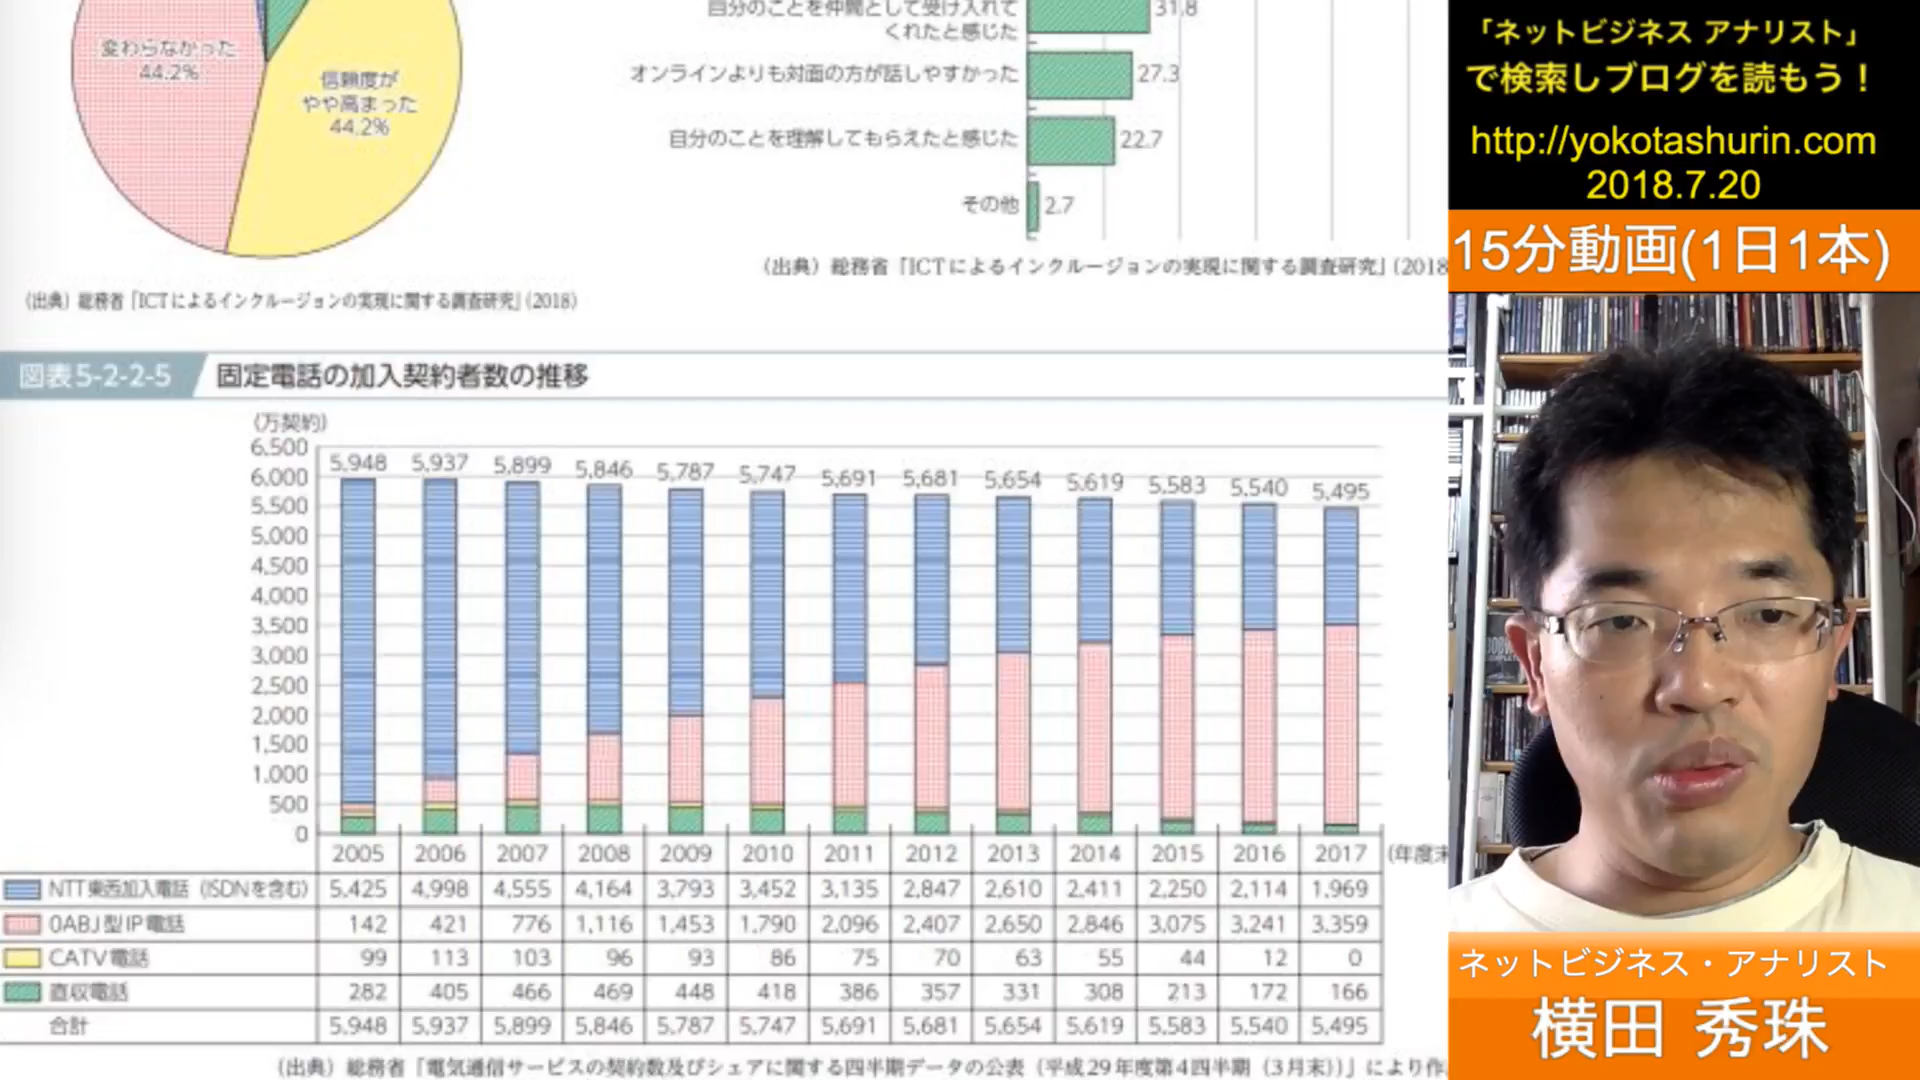 変わらなかった
44.2%
信頼度が
やや高まった
44.2%
(出典)総務省「ICTによるインクルージョンの実現に関する調査研究」(2018)
自分のことを仲間として受け入れて
くれたと感じた
31.8
オンラインよりも対面の方が話しやすかった
27.3
自分のことを理解してもらえたと感じた
22.7
その他
2.7
(出典)総務省「ICTによるインクルージョンの実現に関する調査研究」(2018
図表5-2-2-5 固定電話の加入契約者数の推移
(万契約)
6,500
6,000
5,500
5,000
4,500
4,000
3,500
3,000
2,500
2,000
1,500
1,000
500
0
5,948 5,937 5,899 5,846 5,787 5,747 5,691 5,681 5,654 5,619 5,583 5,540 5,495
2005 2006 2007 2008 2009 2010 2011 2012 2013 2014 2015 2016 2017 (年度末
NTT東西加入電話(ISDNを含む) 5,425 4,998 4,555 4,164 3,793 3,452 3,135 2,847 2,610 2,411 2,250 2,114 1,969
0ABJ型IP電話 142 421 776 1,116 1,453 1,790 2,096 2,407 2,650 2,846 3,075 3,241 3,359
CATV電話 99 113 103 96 93 86 75 70 63 55 44 12 0
直収電話 282 405 466 469 448 418 386 357 331 308 213 172 166
合計 5,948 5,937 5,899 5,846 5,787 5,747 5,691 5,681 5,654 5,619 5,583 5,540 5,495
(出典)総務省「電気通信サービスの契約数及びシェアに関する四半期データの公表(平成29年度第4四半期(3月末))」により作
「ネットビジネス アナリスト」
で検索しブログを読もう!
http://yokotashurin.com
2018.7.20
15分動画(1日1本)
ネットビジネス・アナリスト
横田 秀珠